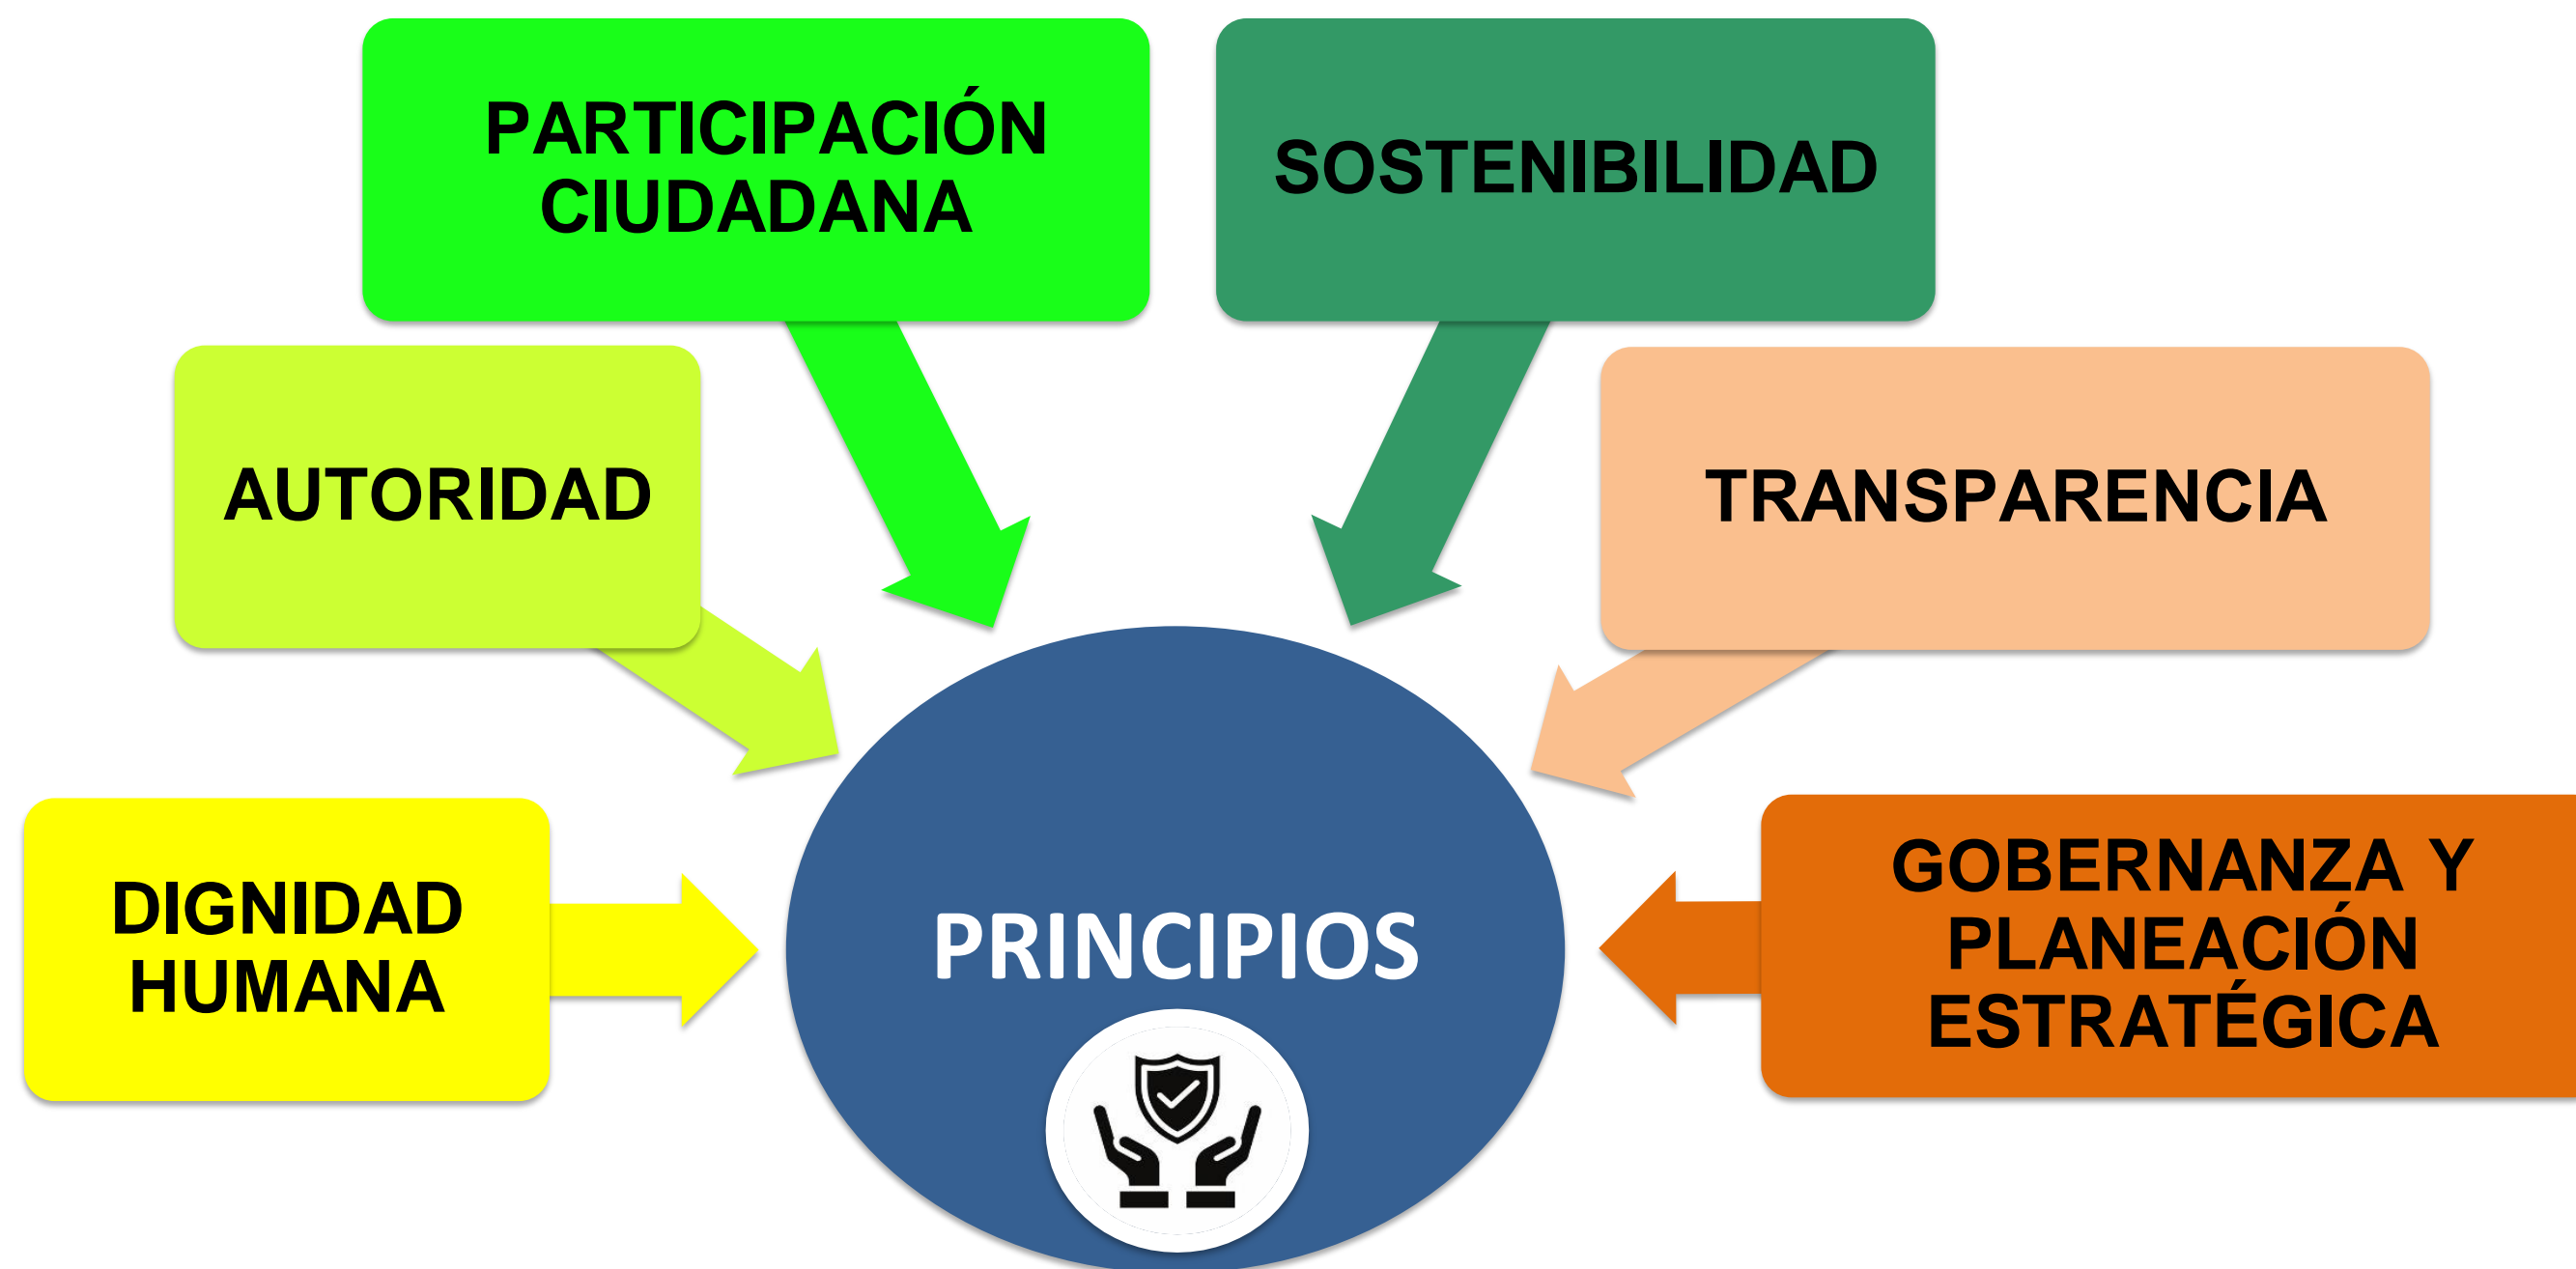 PARTICIPACIÓN
CIUDADANA
SOSTENIBILIDAD
AUTORIDAD
TRANSPARENCIA
DIGNIDAD
HUMANA
PRINCIPIOS
GOBERNANZA Y
PLANEACIÓN
ESTRATÉGICA